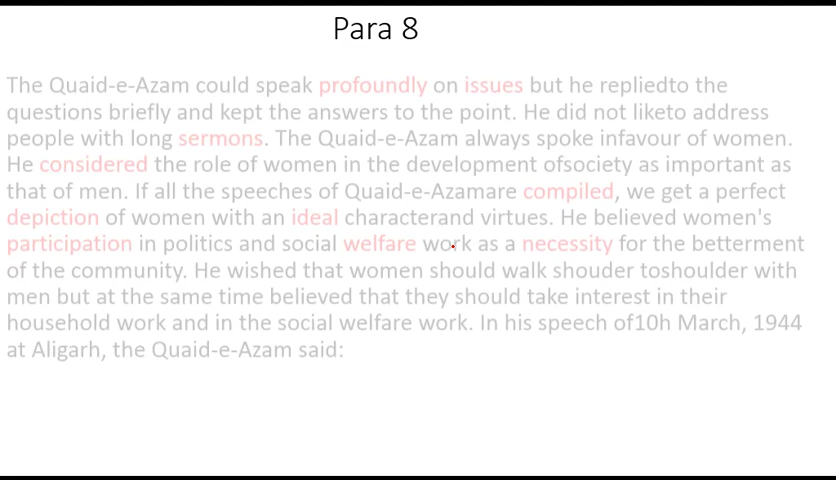 Para 8
The Quaid-e-Azam could speak profoundly on issues but he repliedto the
questions briefly and kept the answers to the point. He did not liketo address
people with long sermons. The Quaid-e-Azam always spoke infavour of women.
He considered the role of women in the development ofsociety as important as
that of men. If all the speeches of Quaid-e-Azamare compiled, we get a perfect
depiction of women with an ideal characterand virtues. He believed women's
participation in politics and social welfare work as a necessity for the betterment
of the community. He wished that women should walk shouder toshoulder with
men but at the same time believed that they should take interest in their
household work and in the social welfare work. In his speech of10h March, 1944
at Aligarh, the Quaid-e-Azam said: